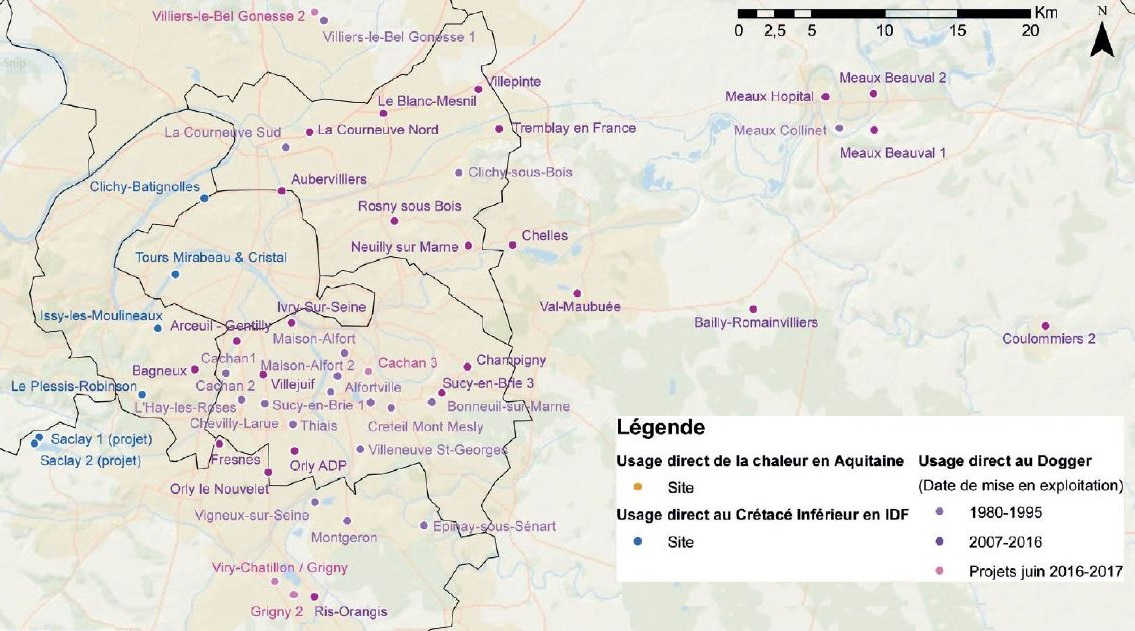 Villiers-le-Bel Gonesse 2
Villiers-le-Bel Gonesse 1
Km
N
0 2,5 5 10 15 20
Snip
Villepinte
Meaux Beauval 2
Le Blanc-Mesnil
Meaux Hopital
La Courneuve Sud
La Courneuve Nord
Tremblay en France
Meaux Collinet
Meaux Beauval 1
Clichy-sous-Bois
Clichy-Batignolles
Aubervilliers
Rosny sous Bois
Neuilly sur Marne
Chelles
Tours Mirabeau & Cristal
Val-Maubuée
Ivry-Sur-Seine
Issy-les-Moulineaux
Arceuil - Gentilly
Bailly-Romainvilliers
Maison-Alfort
Coulommiers 2
Cachan1
Maison-Alfort 2
Cachan 3
Champigny
Bagneux
Le Plessis-Robinson
Cachan 2
Villejuif
Alfortville
Sucy-en-Brie 3
L'Hay-les-Roses
Sucy-en-Brie 1
Bonneuil-sur-Marne
Chevilly-Larue
Thiais
Creteil Mont Mesly
Saclay 1 (projet)
Saclay 2 (projet)
Fresnes
Orly ADP
Villeneuve St-Georges
Orly le Nouvelet
Vigneux-sur-Seine
Montgeron
Epinay-sous-Sénart
Viry-Chatillon / Grigny
Grigny 2
Ris-Orangis
Légende
Usage direct de la chaleur en Aquitaine
Site
Usage direct au Crétacé Inférieur en IDF
Site
Usage direct au Dogger
(Date de mise en exploitation)
1980-1995
2007-2016
Projets juin 2016-2017